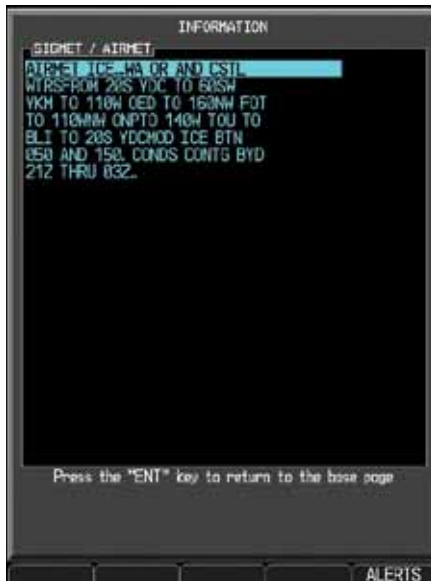 INFORMATION
SIGMET / AIRMET
AIRMET ICE...WA OR AND CSTL
WTRSFROM 20S YDC TO 60SW
YKM TO 110W OED TO 160NW FOT
TO 110WNW ONPTO 140W TOU TO
BLI TO 20S YDCMOD ICE BTN
050 AND 150. CONDS CONTG BYD
21Z THRU 03Z..
Press the "ENT" key to return to the base page
ALERTS